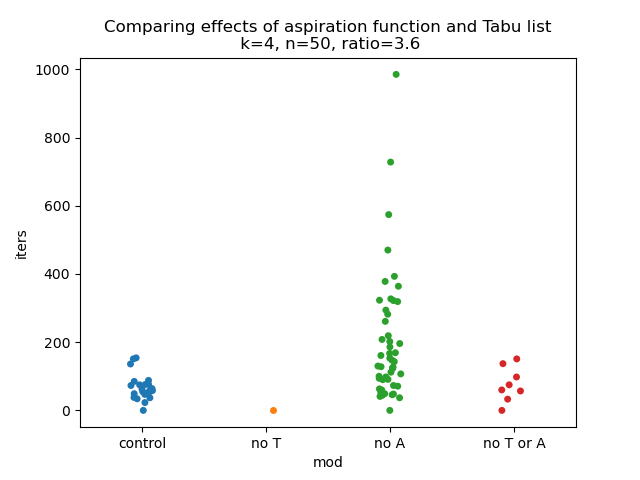 Comparing effects of aspiration function and Tabu list
k=4, n=50, ratio=3.6
1000
800
600
400
200
0
iters
control
no T
no A
no T or A
mod